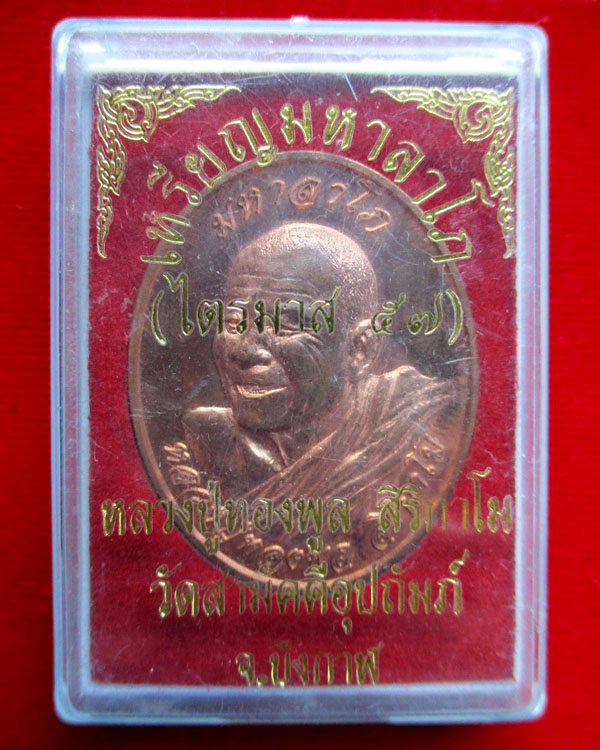 เหรียญมหาลาโภ
มหาลาโภ
(ไตรมาส ๕๗)
หลวงปู่ทองพูล สิริกาโม
วัดสามัคคีอุปถัมภ์
จ.บึงกาฬ